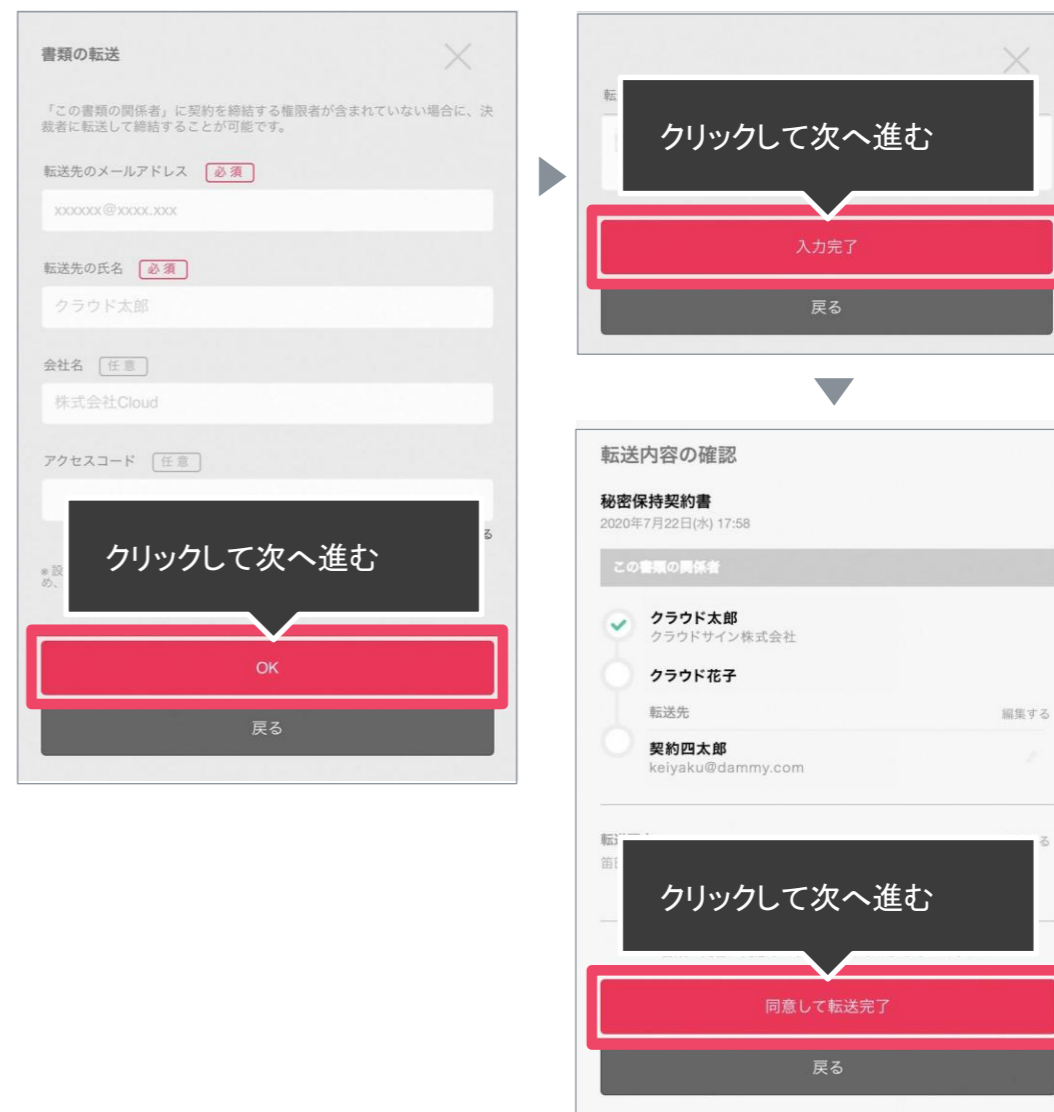 書類の転送
「この書類の関係者」に契約を締結する権限者が含まれていない場合に、決
裁者に転送して締結することが可能です。
転送先のメールアドレス 必須
xxxxxx@xxxx.xxx
転送先の氏名 必須
クラウド太郎
会社名 任意
株式会社Cloud
アクセスコード 任意
る
クリックして次へ進む
※設
め、
OK
戻る
転
クリックして次へ進む
入力完了
戻る
転送内容の確認
秘密保持契約書
2020年7月22日(水) 17:58
この書類の関係者
クラウド太郎
クラウドサイン株式会社
クラウド花子
転送先 編集する
契約四太郎
keiyaku@dammy.com
る
クリックして次へ進む
同意して転送完了
戻る